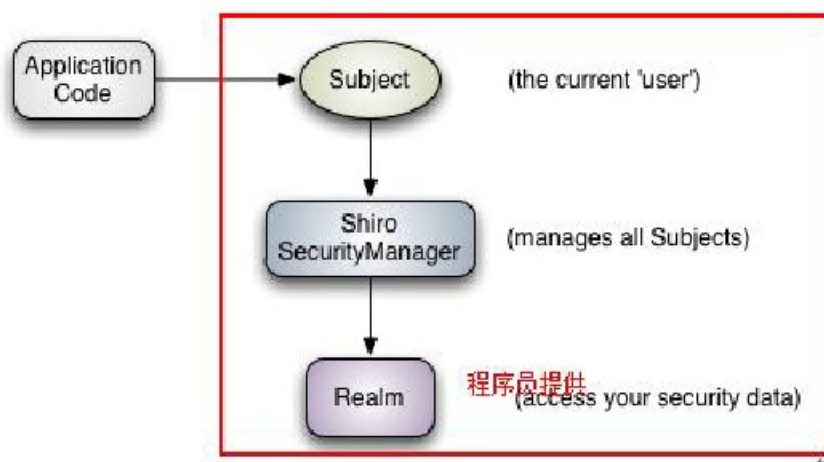 Application
Code
Subject
(the current 'user')
Shiro
SecurityManager
(manages all Subjects)
Realm
程序员提供
(access your security data)